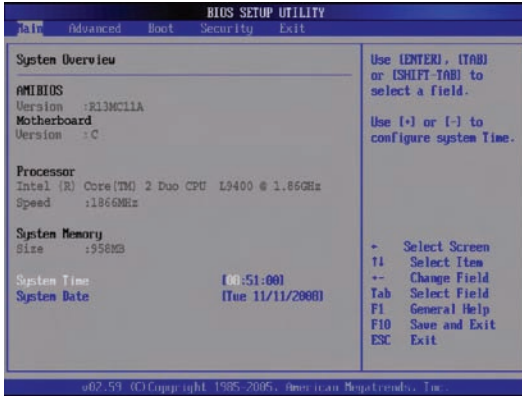 BIOS SETUP UTILITY
Main Advanced Boot Security Exit
System Overview
AMIBIOS
Version :R13MC11A
Motherboard
Version :C
Processor
Intel (R) Core(TM) 2 Duo CPU L9400 @ 1.86GHz
Speed :1866MHz
System Memory
Size :958MB
System Time [00:51:00]
System Date [Tue 11/11/2008]
Use [ENTER], [TAB]
or [SHIFT-TAB] to
select a field.
Use [+] or [-] to
configure system Time.
← Select Screen
↑↓ Select Item
+- Change Field
Tab Select Field
F1 General Help
F10 Save and Exit
ESC Exit
v02.59 (C)Copyright 1985-2005, American Megatrends, Inc.